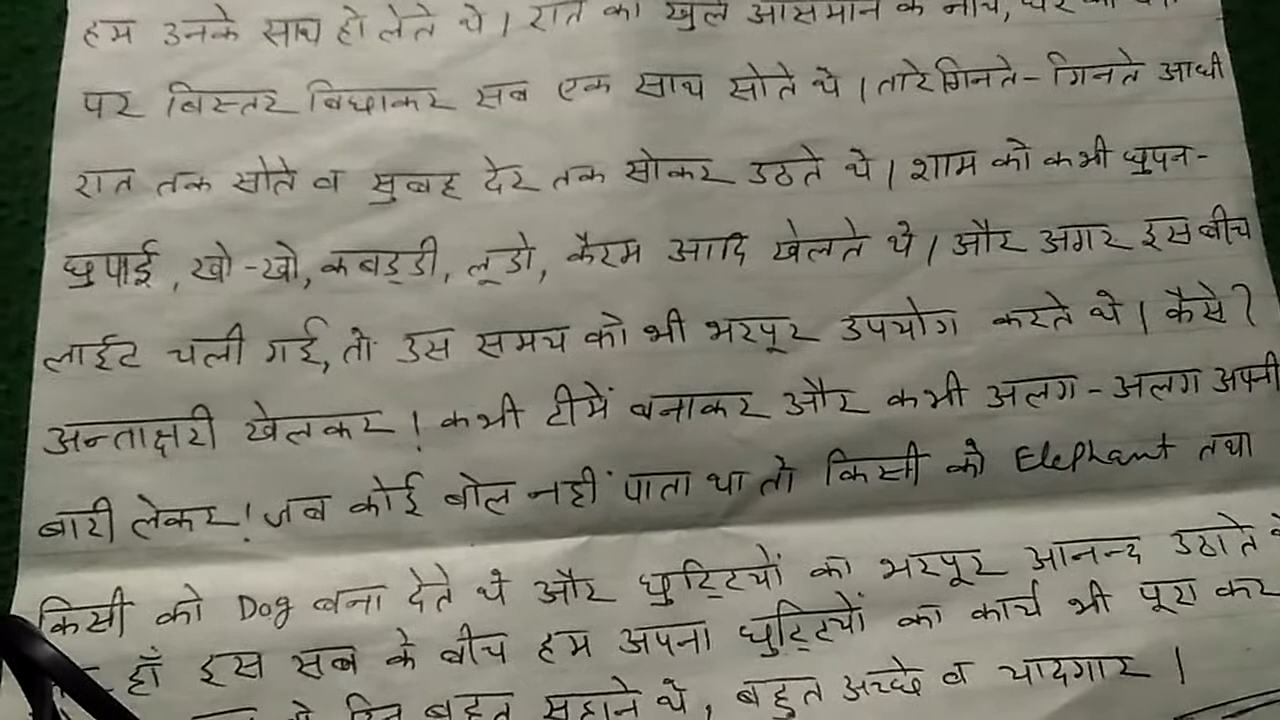 हम उनके साथ हो लेते थे। रात को खुले आसमान के नीचे,
पर बिस्तर बिछाकर सब एक साथ सोते थे। तारे गिनते-गिनते आधी
रात तक सोते व सुबह देर तक सोकर उठते थे। शाम को कभी छुपन-
छुपाई, खो-खो, कबड्डी, लूडो, कैरम आदि खेलते थे। और अगर इस बीच
लाईट चली गई, तो उस समय को भी भरपूर उपयोग करते थे। कैसे?
अन्ताक्षरी खेलकर! कभी टीमें बनाकर और कभी अलग-अलग अपनी
बारी लेकर! जब कोई बोल नहीं पाता था तो किसी को Elephant तथा
किसी को Dog बना देते थे और छुट्टियों का भरपूर आनन्द उठाते
हाँ इस सब के बीच हम अपना छुट्टियों का कार्य भी पूरा कर
दिन बहुत सुहाने थे, बहुत अच्छे व यादगार।